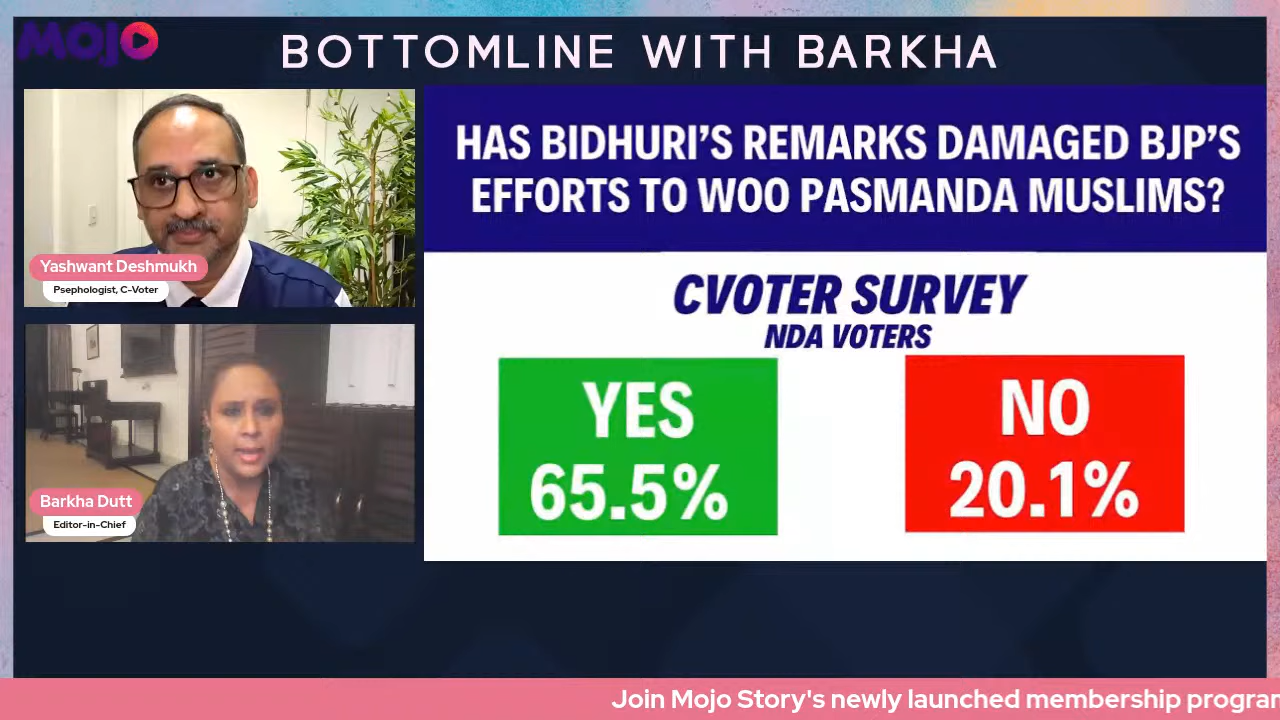 MOJO
BOTTOMLINE WITH BARKHA
Yashwant Deshmukh
Psephologist, C-Voter
Barkha Dutt
Editor-in-Chief
HAS BIDHURI'S REMARKS DAMAGED BJP'S
EFFORTS TO WOO PASMANDA MUSLIMS?
CVOTER SURVEY
NDA VOTERS
YES
65.5%
NO
20.1%
Join Mojo Story's newly launched membership program